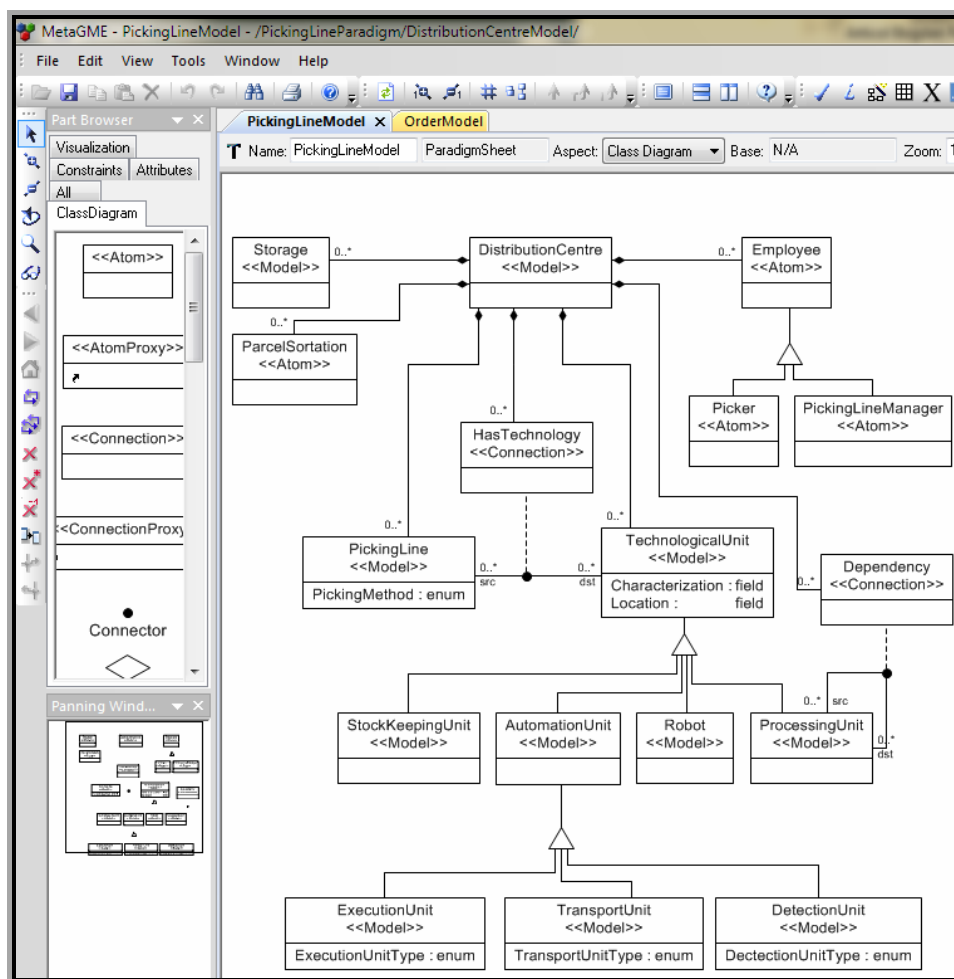 MetaGME - PickingLineModel - /PickingLineParadigm/DistributionCentreModel/
File Edit View Tools Window Help
Part Browser
PickingLineModel X OrderModel
Visualization
Constraints Attributes
All
ClassDiagram
Name: PickingLineModel ParadigmSheet Aspect: Class Diagram Base: N/A Zoom: 1
<<Atom>>
<<AtomProxy>>
<<Connection>>
<<ConnectionProxy
Connector
Panning Wind...
Storage
<<Model>>
0..*
DistributionCentre
<<Model>>
0..*
Employee
<<Atom>>
0..*
ParcelSortation
<<Atom>>
Picker
<<Atom>>
PickingLineManager
<<Atom>>
0..*
HasTechnology
<<Connection>>
0..*
PickingLine
<<Model>>
PickingMethod : enum
0..*
src
0..*
dst
0..*
TechnologicalUnit
<<Model>>
Characterization : field
Location : field
0..*
Dependency
<<Connection>>
0..* src
0..*
dst
StockKeepingUnit
<<Model>>
AutomationUnit
<<Model>>
Robot
<<Model>>
ProcessingUnit
<<Model>>
ExecutionUnit
<<Model>>
ExecutionUnitType : enum
TransportUnit
<<Model>>
TransportUnitType : enum
DetectionUnit
<<Model>>
DectectionUnitType : enum